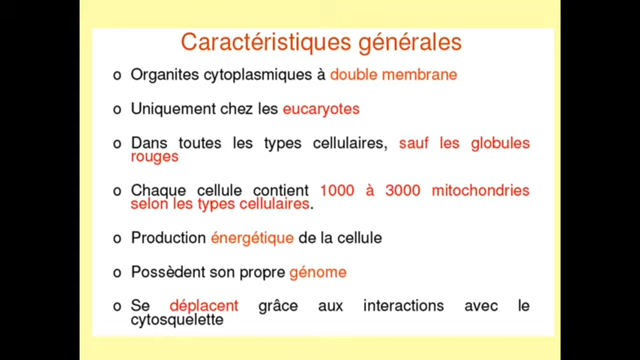 Caractéristiques générales
o Organites cytoplasmiques à double membrane
o Uniquement chez les eucaryotes
o Dans toutes les types cellulaires, sauf les globules
rouges
o Chaque cellule contient 1000 à 3000 mitochondries
selon les types cellulaires.
o Production énergétique de la cellule
o Possèdent son propre génome
o Se déplacent grâce aux interactions avec le
cytosquelette